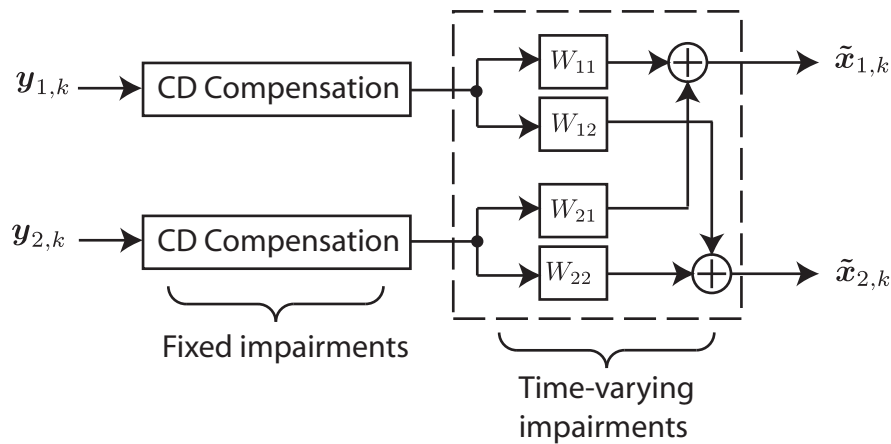 y1,k
CD Compensation
W11
x̃1,k
W12
y2,k
CD Compensation
W21
W22
x̃2,k
Fixed impairments
Time-varying
impairments